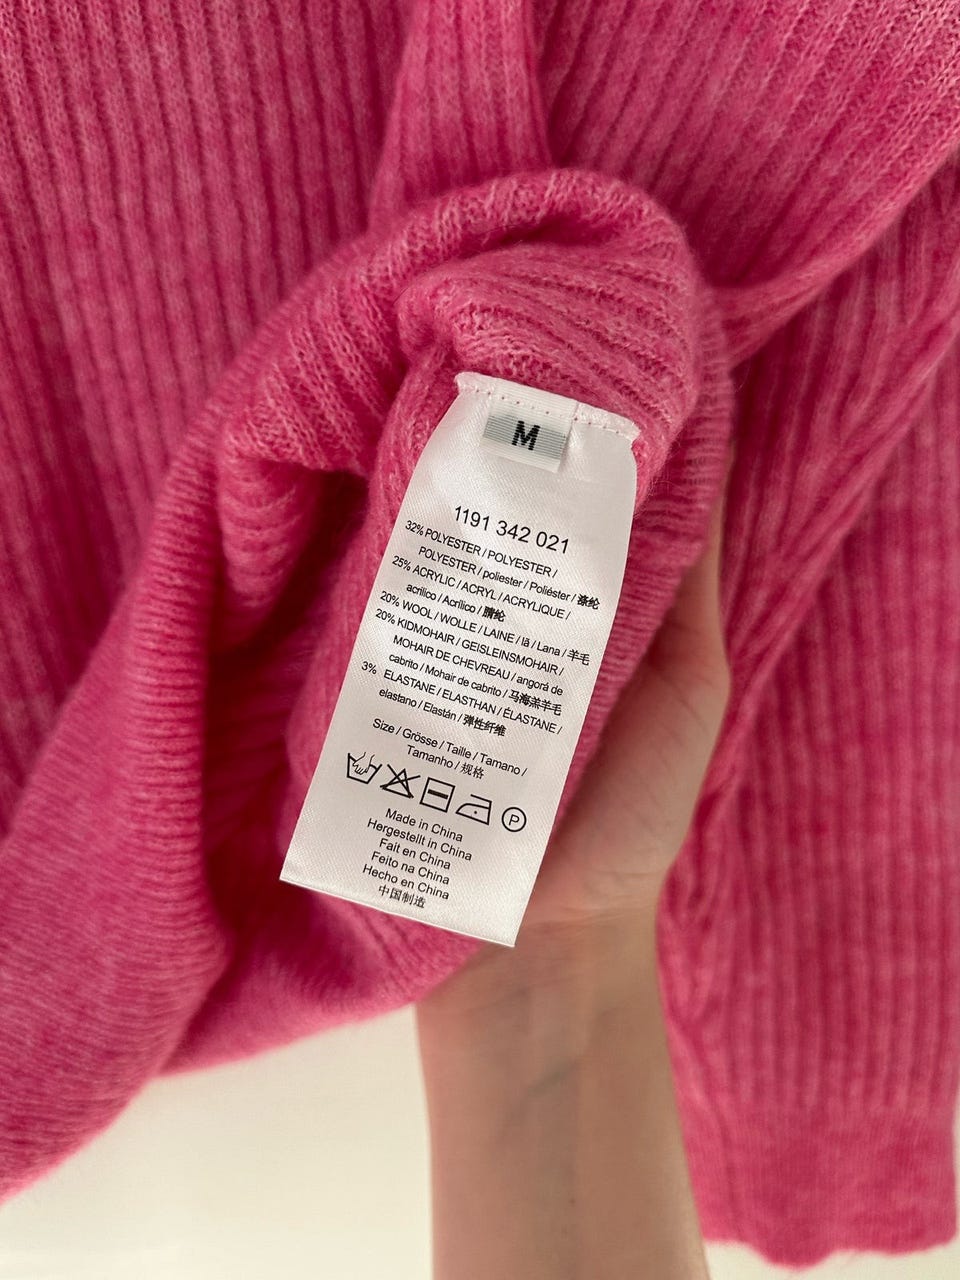 M
1191 342 021
32% POLYESTER / POLYESTER /
POLYESTER / poliester / Poliéster / 涤纶
25% ACRYLIC / ACRYL / ACRYLIQUE /
acrílico / Acrílico / 腈纶
20% WOOL / WOLLE / LAINE / lã / Lana / 羊毛
20% KIDMOHAIR / GEISLEINSMOHAIR /
MOHAIR DE CHEVREAU / angorá de
cabrito / Mohair de cabrito / 马海羔羊毛
3% ELASTANE / ELASTHAN / ÉLASTANE /
elastano / Elastán / 弹性纤维
Size / Grösse / Taille / Tamano /
Tamanho / 规格
P
Made in China
Hergestellt in China
Fait en China
Feito na China
Hecho en China
中国制造